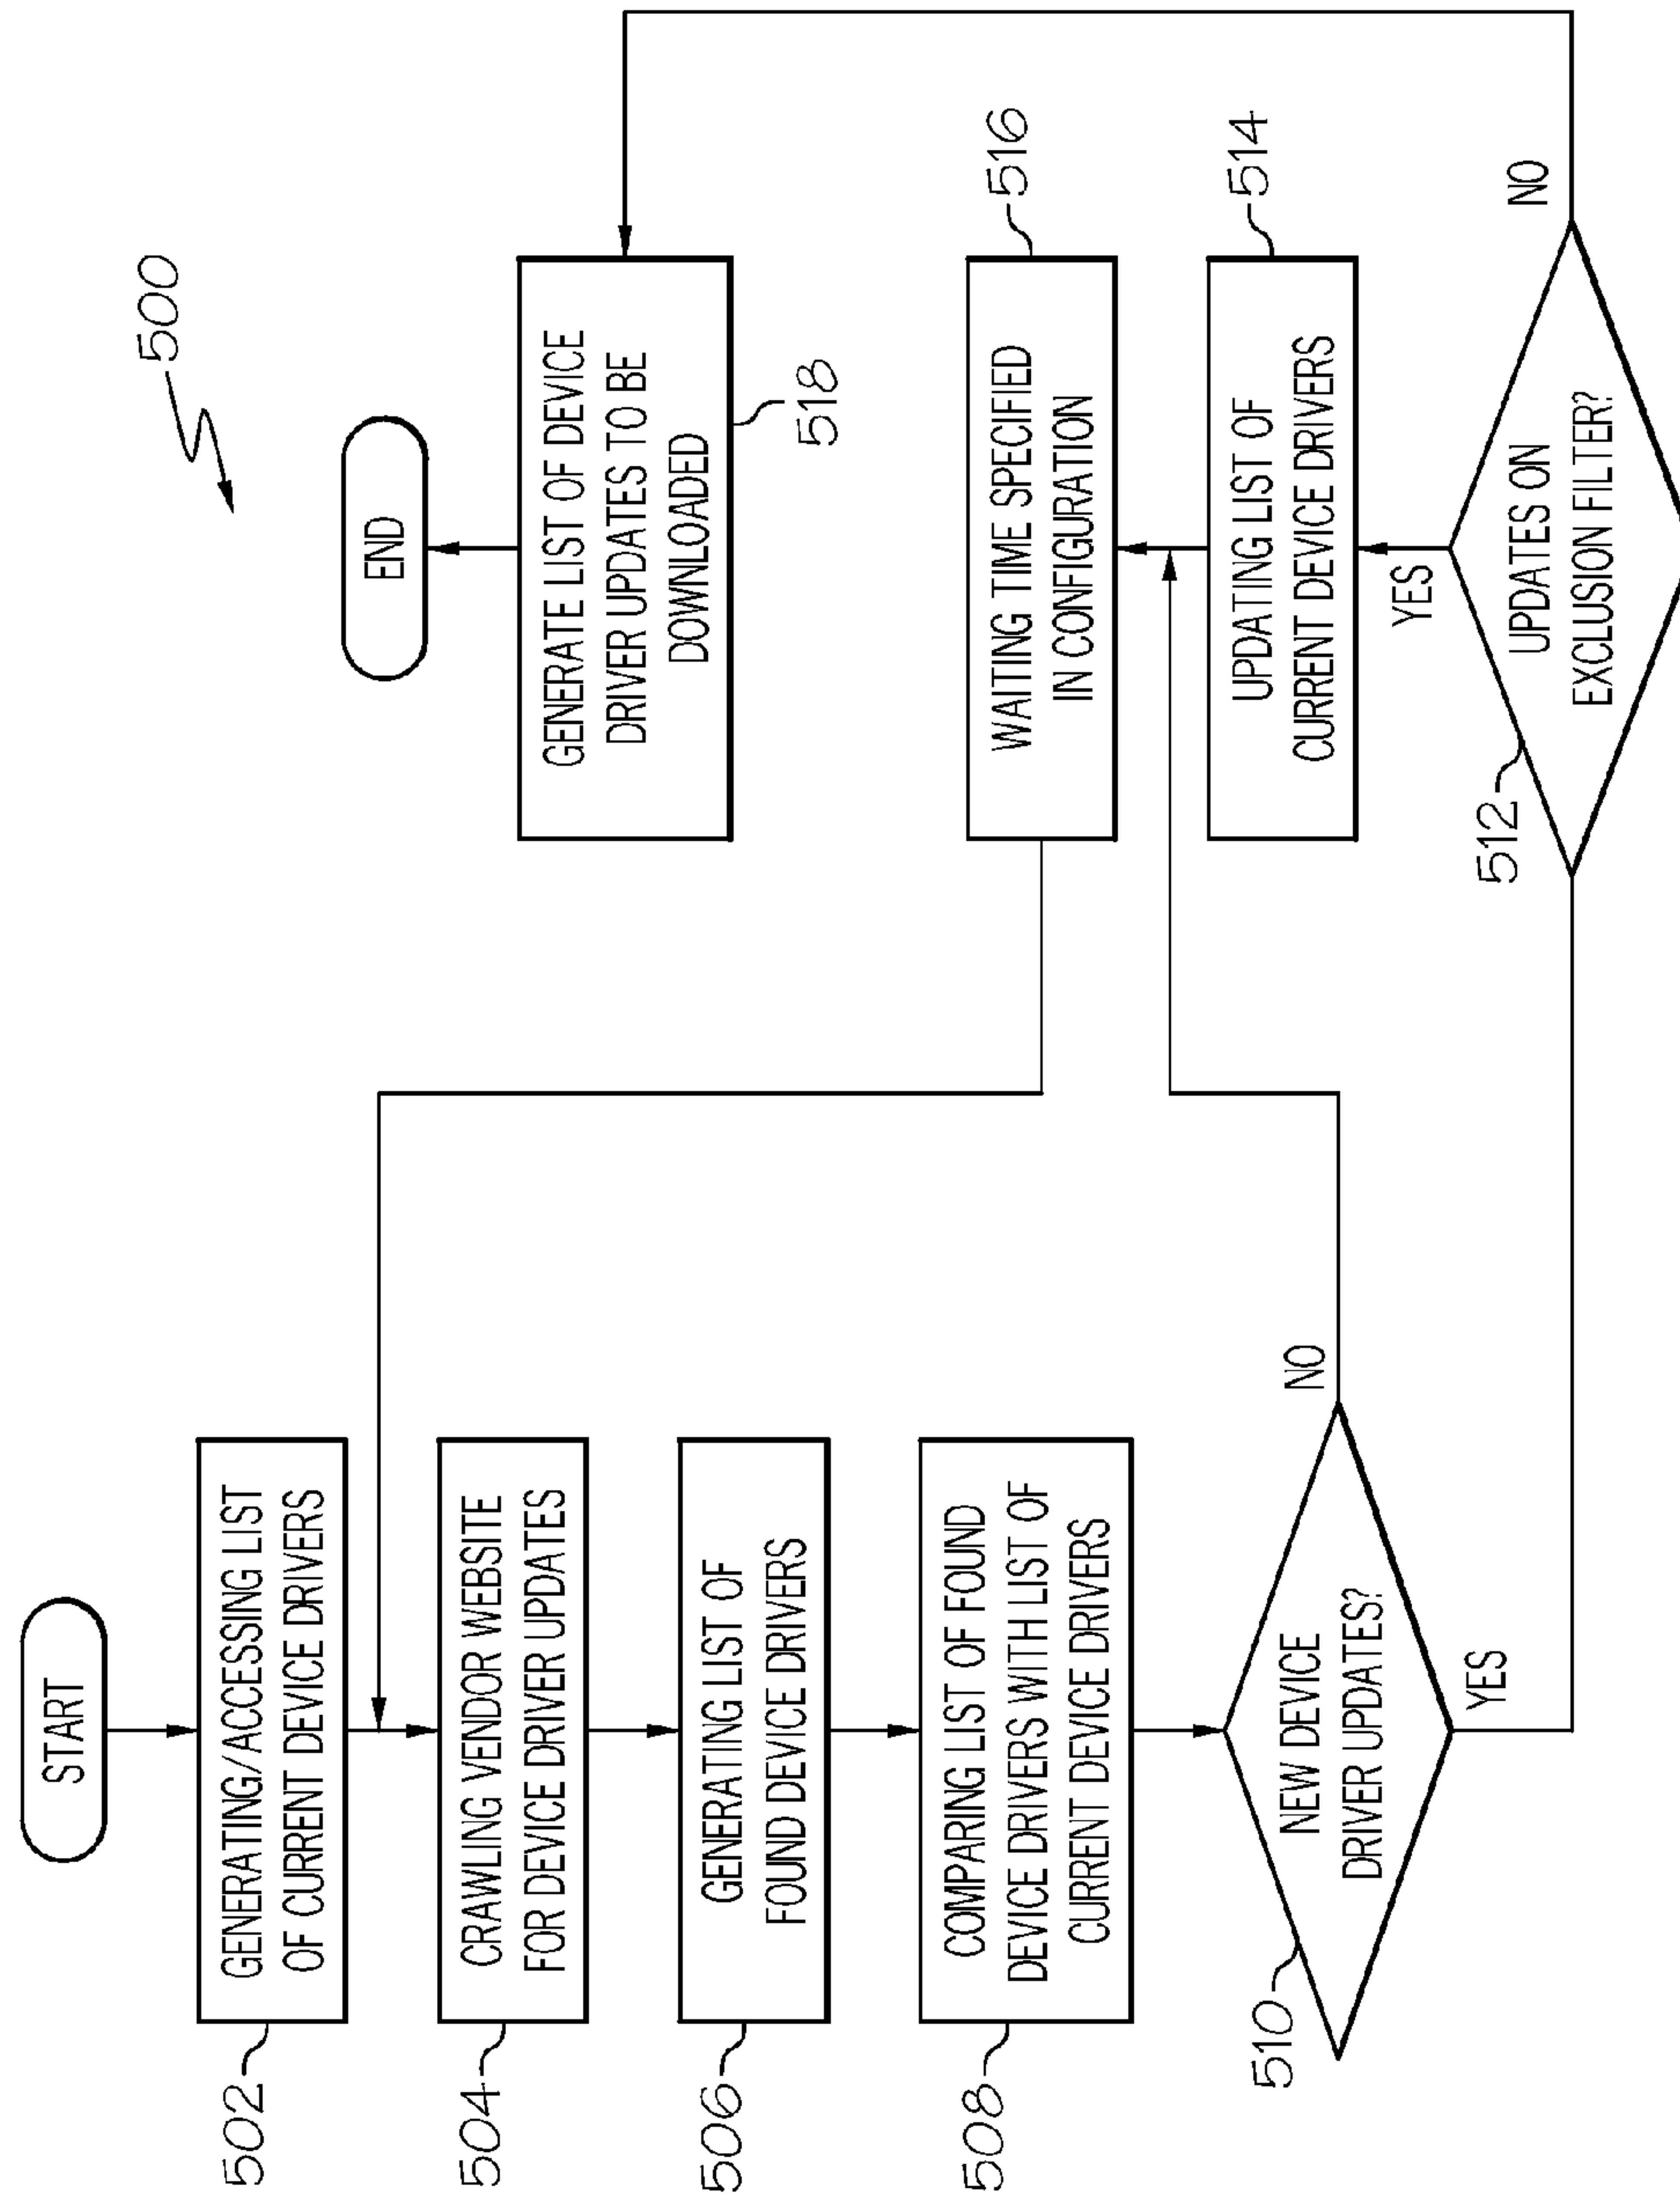 500
START
GENERATING/ACCESSING LIST
OF CURRENT DEVICE DRIVERS
502
CRAWLING VENDOR WEBSITE
FOR DEVICE DRIVER UPDATES
504
GENERATING LIST OF
FOUND DEVICE DRIVERS
506
COMPARING LIST OF FOUND
DEVICE DRIVERS WITH LIST OF
CURRENT DEVICE DRIVERS
508
NEW DEVICE
DRIVER UPDATES?
510
NO
YES
END
GENERATE LIST OF DEVICE
DRIVER UPDATES TO BE
DOWNLOADED
518
WAITING TIME SPECIFIED
IN CONFIGURATION
516
UPDATING LIST OF
CURRENT DEVICE DRIVERS
514
YES
UPDATES ON
EXCLUSION FILTER?
512
NO